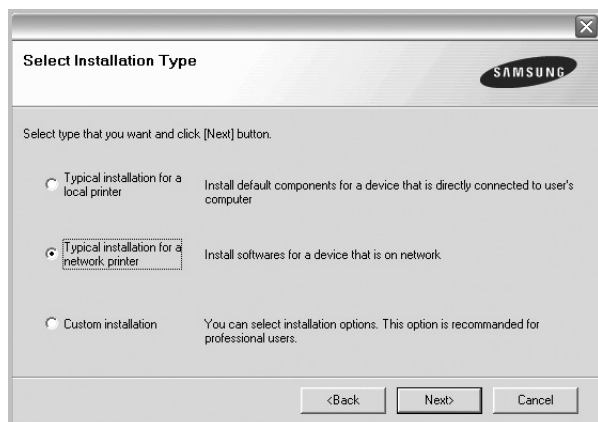 Select Installation Type
SAMSUNG
Select type that you want and click [Next] button.
Typical installation for a
local printer
Install default components for a device that is directly connected to user's
computer
Typical installation for a
network printer
Install softwares for a device that is on network
Custom installation
You can select installation options. This option is recommanded for
professional users.
<Back
Next>
Cancel